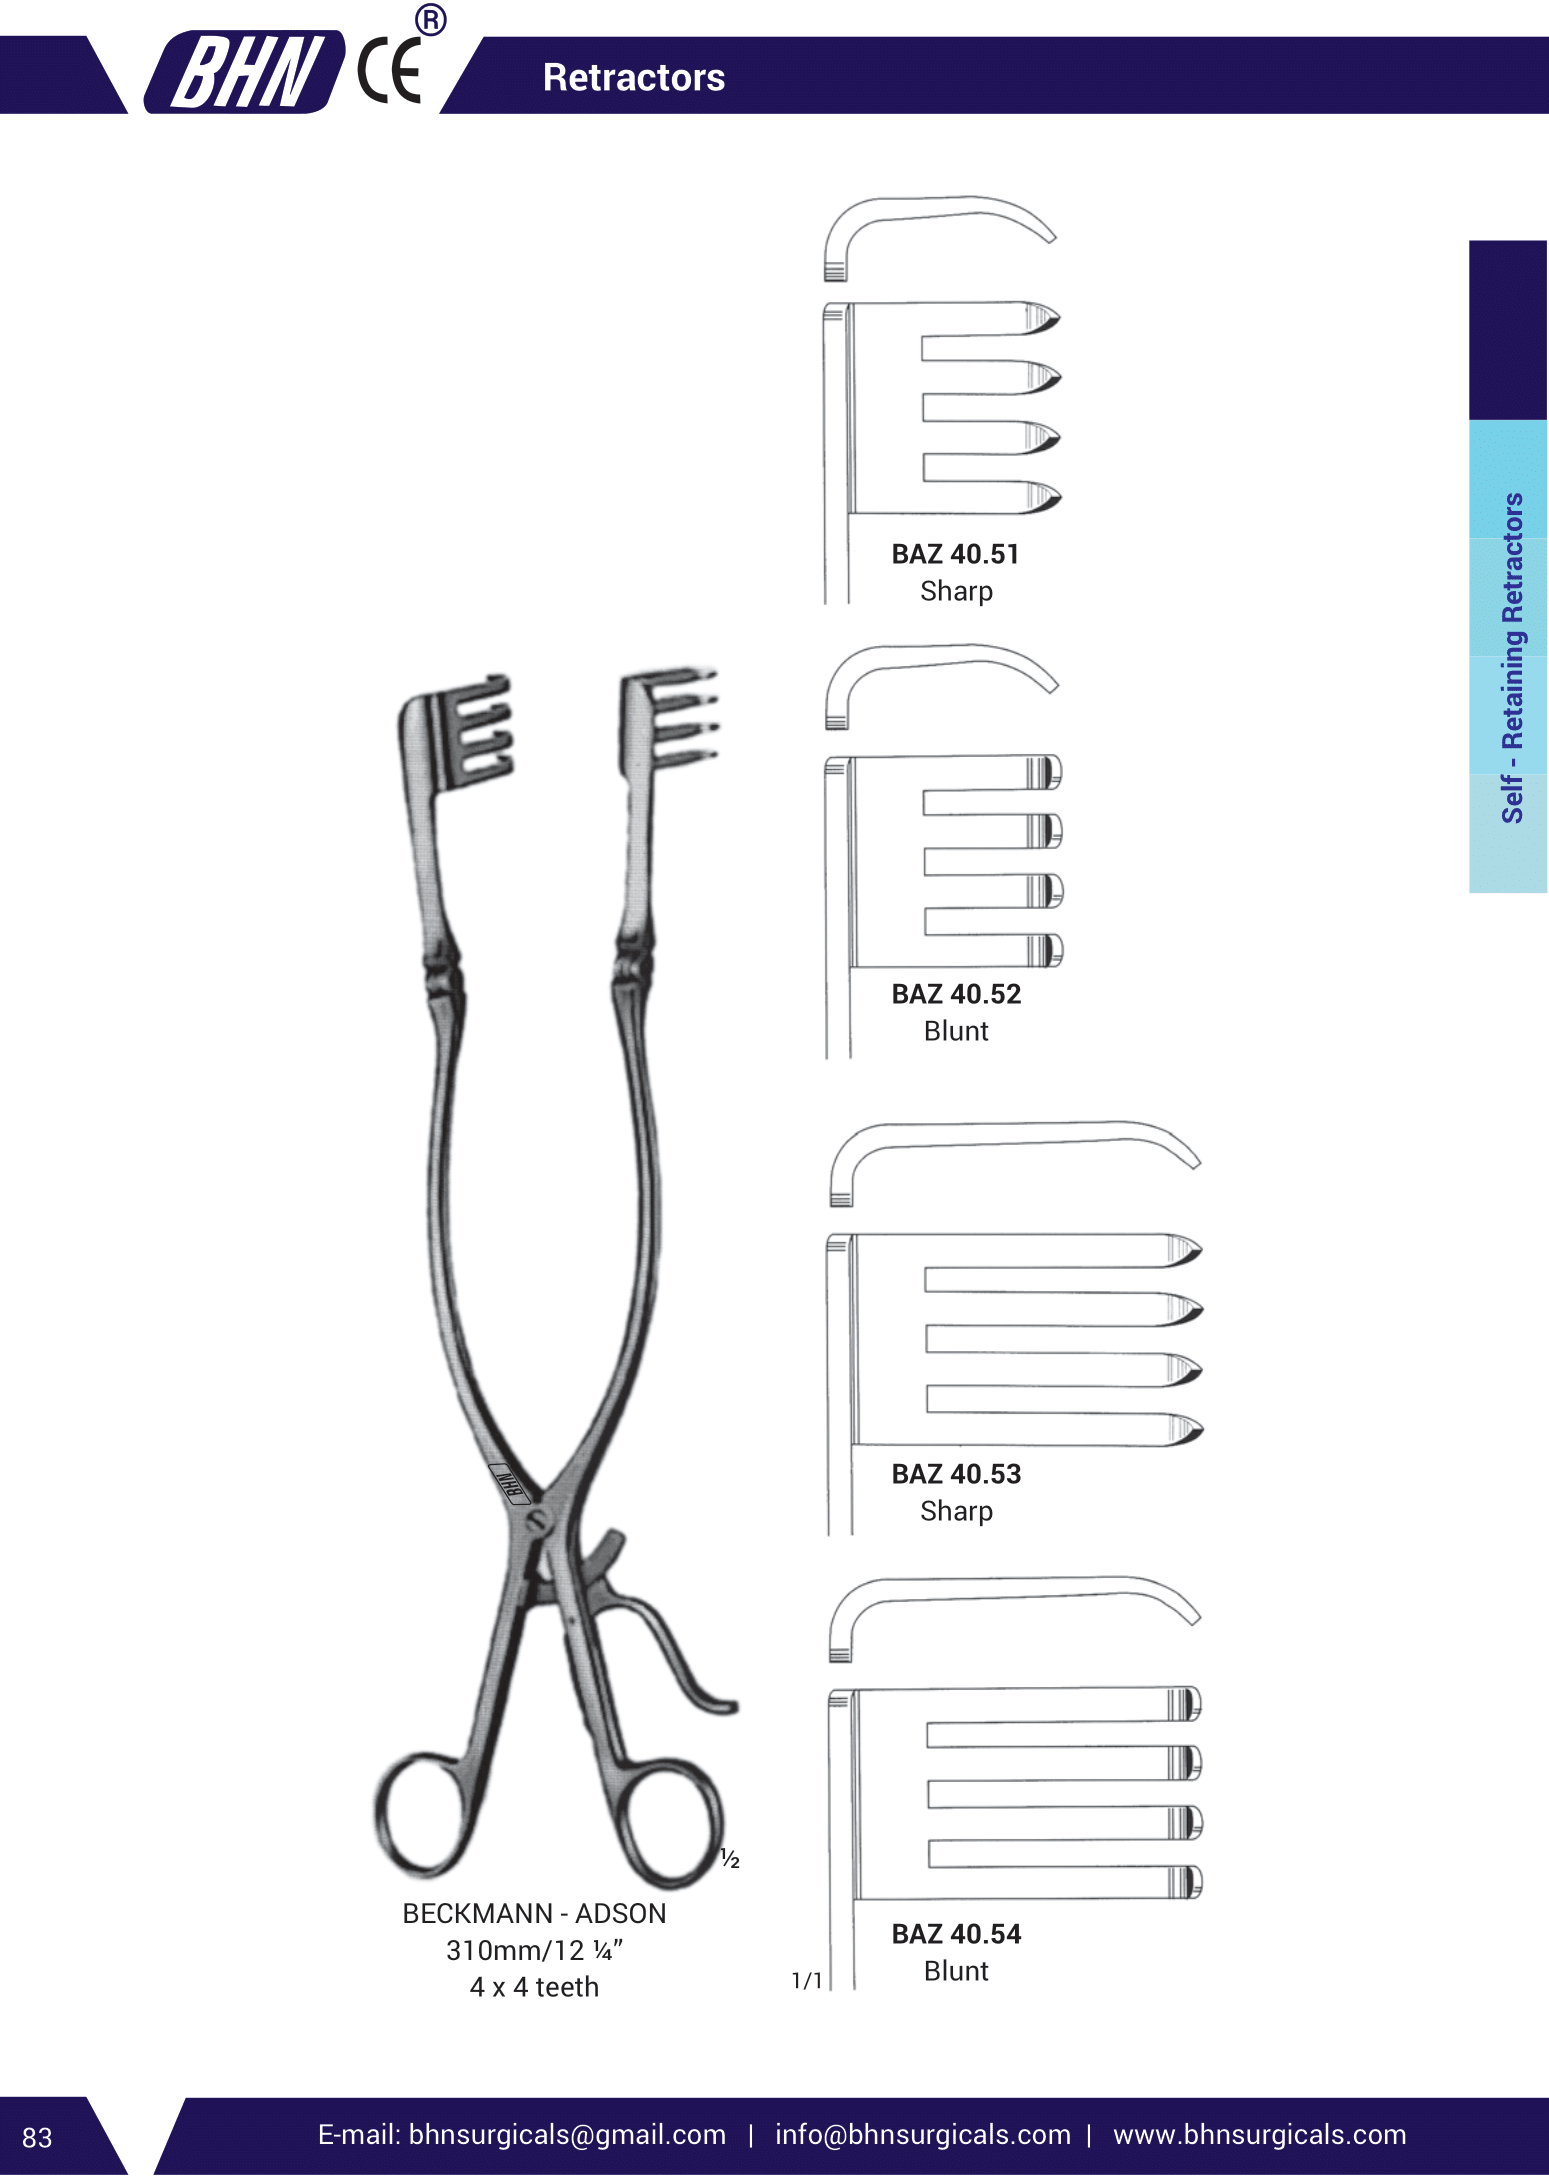 BHN CE ®
Retractors
BAZ 40.51
Sharp
Self - Retaining Retractors
BAZ 40.52
Blunt
BAZ 40.53
Sharp
BHN
½
BECKMANN - ADSON
310mm/12 ¼”
4 x 4 teeth
BAZ 40.54
Blunt
1/1
83
E-mail: bhnsurgicals@gmail.com | info@bhnsurgicals.com | www.bhnsurgicals.com